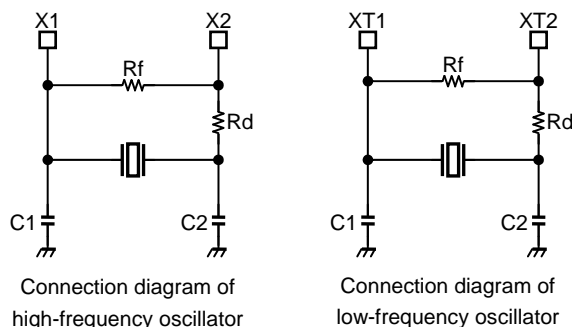 X1 X2
Rf
Rd
C1 C2
Connection diagram of
high-frequency oscillator
XT1 XT2
Rf
Rd
C1 C2
Connection diagram of
low-frequency oscillator